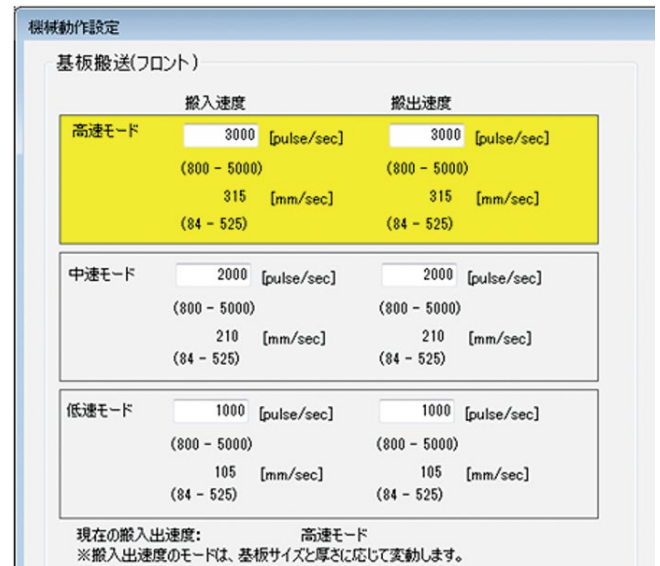 機械動作設定
基板搬送(フロント)
搬入速度 搬出速度
高速モード 3000 [pulse/sec] 3000 [pulse/sec]
(800 - 5000) (800 - 5000)
315 [mm/sec] 315 [mm/sec]
(84 - 525) (84 - 525)
中速モード 2000 [pulse/sec] 2000 [pulse/sec]
(800 - 5000) (800 - 5000)
210 [mm/sec] 210 [mm/sec]
(84 - 525) (84 - 525)
低速モード 1000 [pulse/sec] 1000 [pulse/sec]
(800 - 5000) (800 - 5000)
105 [mm/sec] 105 [mm/sec]
(84 - 525) (84 - 525)
現在の搬入出速度: 高速モード
※搬入出速度のモードは、基板サイズと厚さに応じて変動します。